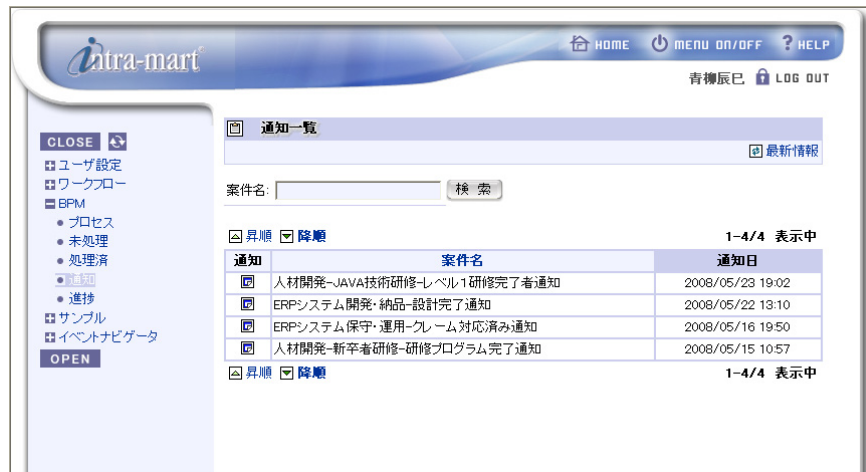 intra-mart
HOME MENU ON/OFF ? HELP
青柳辰巳 LOG OUT
CLOSE
ユーザ設定
ワークフロー
BPM
プロセス
未処理
処理済
通知
進捗
サンプル
イベントナビゲータ
OPEN
通知一覧
最新情報
案件名: 検 索
昇順 降順 1-4/4 表示中
通知 案件名 通知日
人材開発-JAVA技術研修-レベル1研修完了者通知 2008/05/23 19:02
ERPシステム開発・納品-設計完了通知 2008/05/22 13:10
ERPシステム保守・運用-クレーム対応済み通知 2008/05/16 19:50
人材開発-新卒者研修-研修プログラム完了通知 2008/05/15 10:57
昇順 降順 1-4/4 表示中